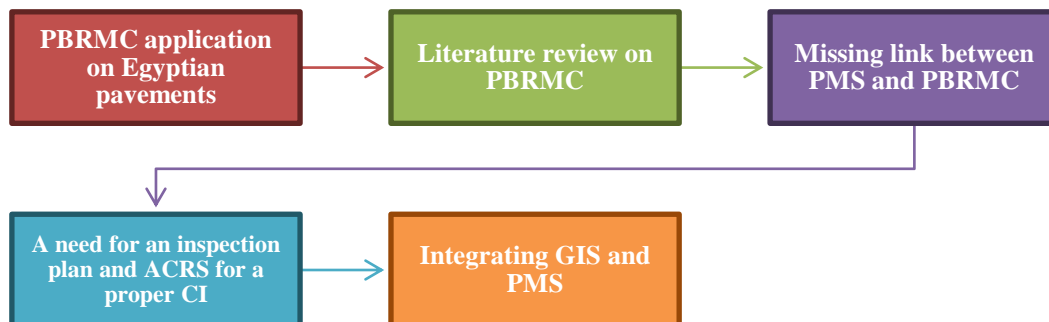 PBRMC application
on Egyptian
pavements
Literature review on
PBRMC
Missing link between
PMS and PBRMC
A need for an inspection
plan and ACRS for a
proper CI
Integrating GIS and
PMS